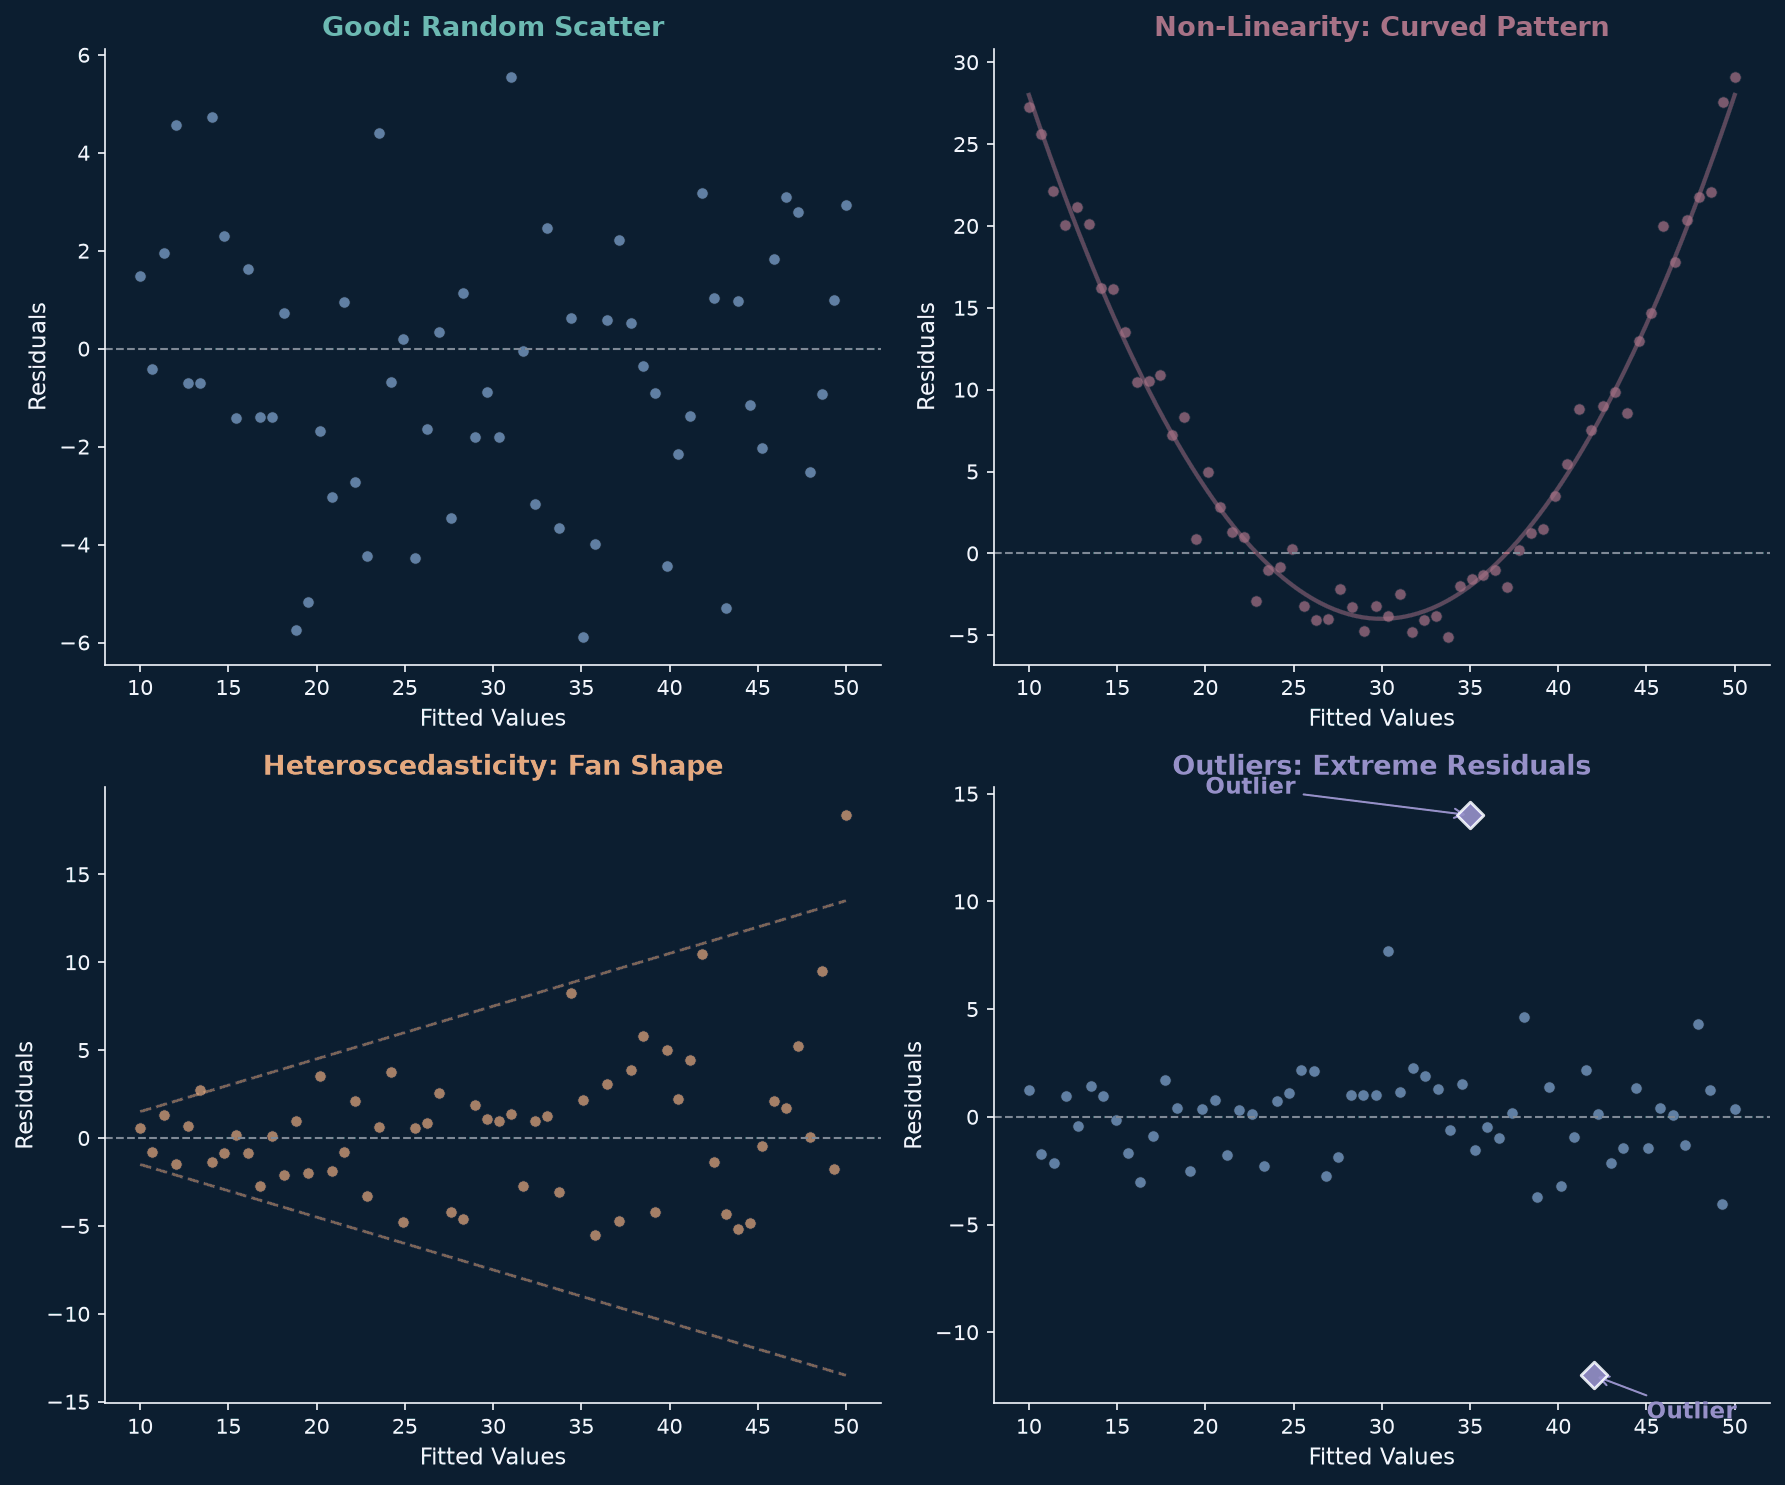 Good: Random Scatter
6
4
2
0
−2
−4
−6
Residuals
10 15 20 25 30 35 40 45 50
Fitted Values
Non-Linearity: Curved Pattern
30
25
20
15
10
5
0
−5
Residuals
10 15 20 25 30 35 40 45 50
Fitted Values
Heteroscedasticity: Fan Shape
15
10
5
0
−5
−10
−15
Residuals
10 15 20 25 30 35 40 45 50
Fitted Values
Outliers: Extreme Residuals
Outlier
15
10
5
0
−5
−10
Residuals
Outlier
10 15 20 25 30 35 40 45 50
Fitted Values